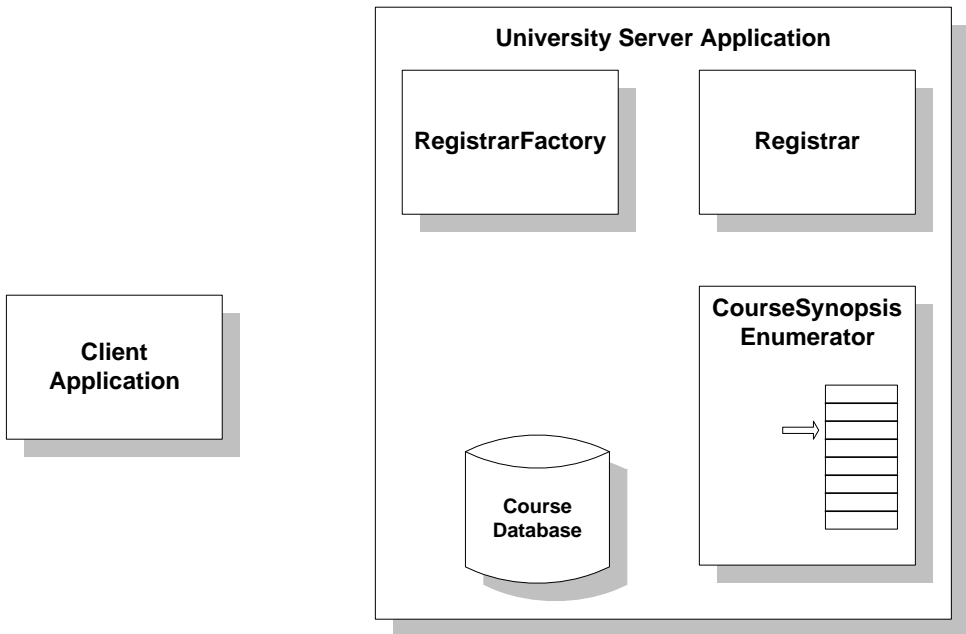 University Server Application
RegistrarFactory
Registrar
Client
Application
CourseSynopsis
Enumerator
Course
Database